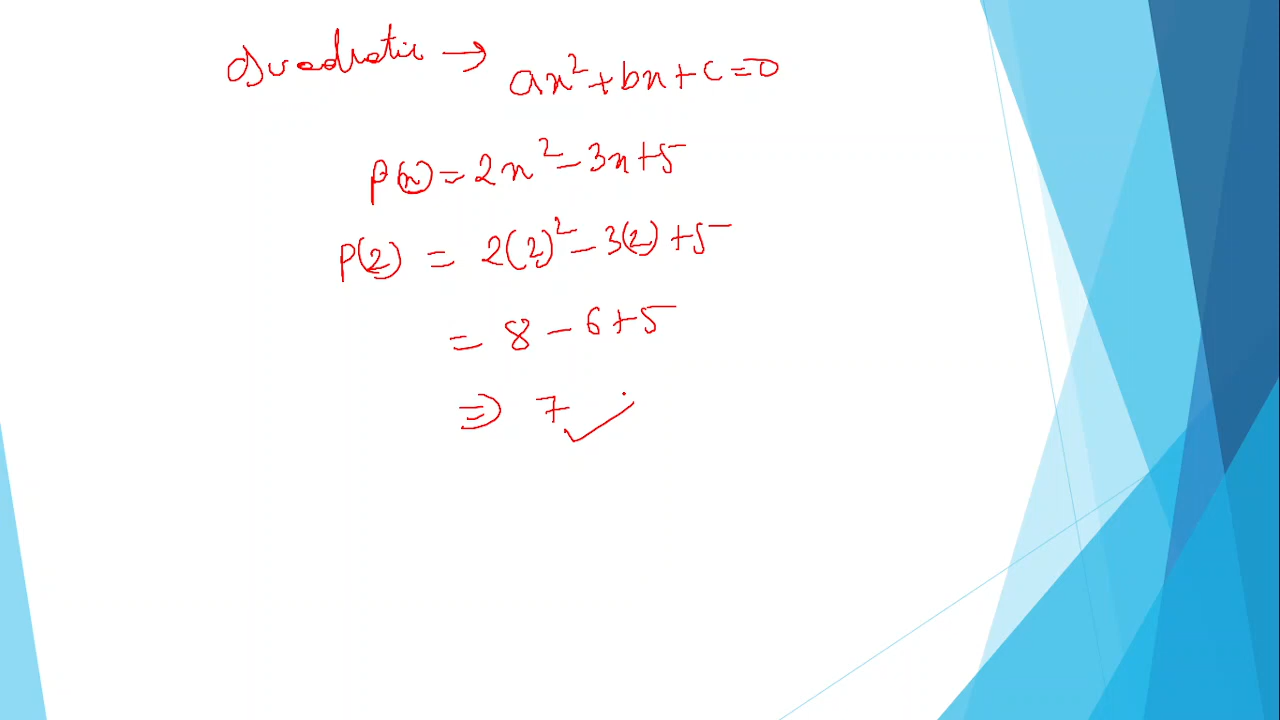 Quadratic → ax² + bx + c = 0
P(x) = 2x² - 3x + 5
P(2) = 2(2)² - 3(2) + 5
= 8 - 6 + 5
⇒ 7 ✓